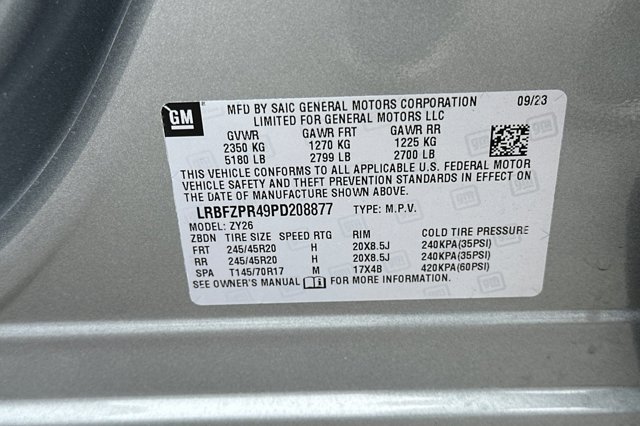 GM
MFD BY SAIC GENERAL MOTORS CORPORATION 09/23
LIMITED FOR GENERAL MOTORS LLC
GVWR GAWR FRT GAWR RR
2350 KG 1270 KG 1225 KG
5180 LB 2799 LB 2700 LB
THIS VEHICLE CONFORMS TO ALL APPLICABLE U.S. FEDERAL MOTOR
VEHICLE SAFETY AND THEFT PREVENTION STANDARDS IN EFFECT ON
THE DATE OF MANUFACTURE SHOWN ABOVE.
LRBFZPR49PD208877 TYPE: M.P.V.
MODEL: ZY26
ZBDN TIRE SIZE SPEED RTG RIM COLD TIRE PRESSURE
FRT 245/45R20 H 20X8.5J 240KPA(35PSI)
RR 245/45R20 H 20X8.5J 240KPA(35PSI)
SPA T145/70R17 M 17X4B 420KPA(60PSI)
SEE OWNER'S MANUAL FOR MORE INFORMATION.